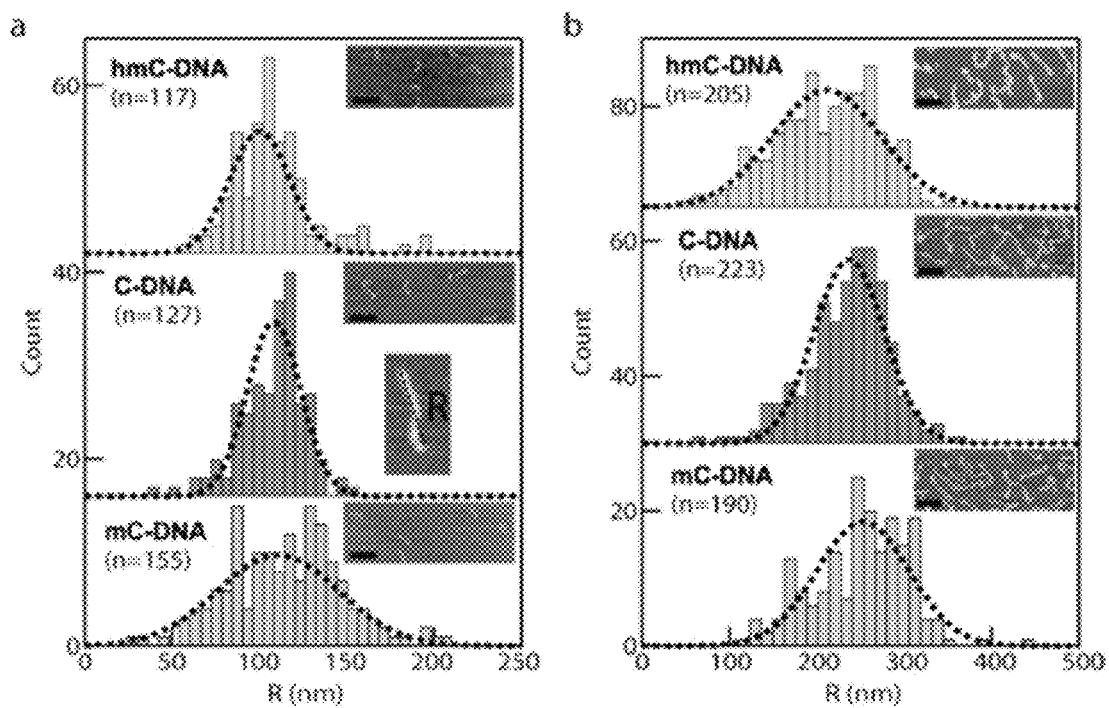 a
hmC-DNA
(n=117)
60
C-DNA
(n=127)
40
R
Count
20
mC-DNA
(n=155)
0
0 50 100 150 200 250
R (nm)
b
hmC-DNA
(n=205)
80
60
C-DNA
(n=223)
Count
40
mC-DNA
(n=190)
20
0
0 100 200 300 400 500
R (nm)